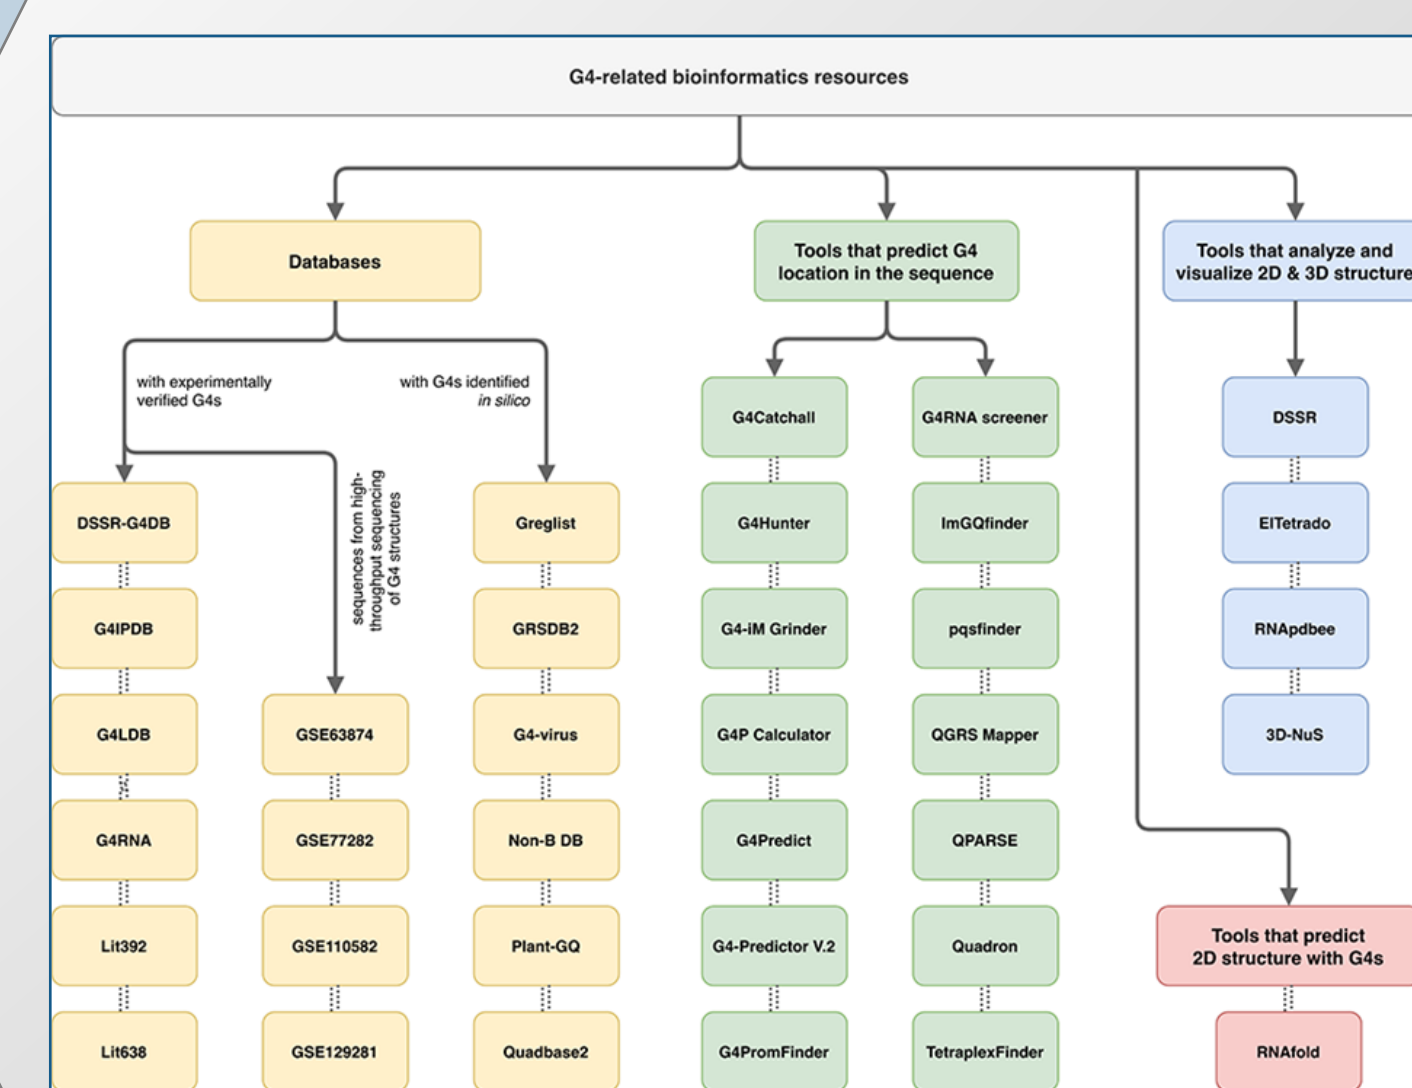 G4-related bioinformatics resources
Databases
Tools that predict G4
location in the sequence
Tools that analyze and
visualize 2D & 3D structure
with experimentally
verified G4s
with G4s identified
in silico
sequences from high-
throughput sequencing
of G4 structures
DSSR-G4DB
G4IPDB
G4LDB
G4RNA
Lit392
Lit638
GSE63874
GSE77282
GSE110582
GSE129281
Greglist
GRSDB2
G4-virus
Non-B DB
Plant-GQ
Quadbase2
G4Catchall
G4Hunter
G4-iM Grinder
G4P Calculator
G4Predict
G4-Predictor V.2
G4PromFinder
G4RNA screener
ImGQfinder
pqsfinder
QGRS Mapper
QPARSE
Quadron
TetraplexFinder
DSSR
ElTetrado
RNApdbee
3D-NuS
Tools that predict
2D structure with G4s
RNAfold